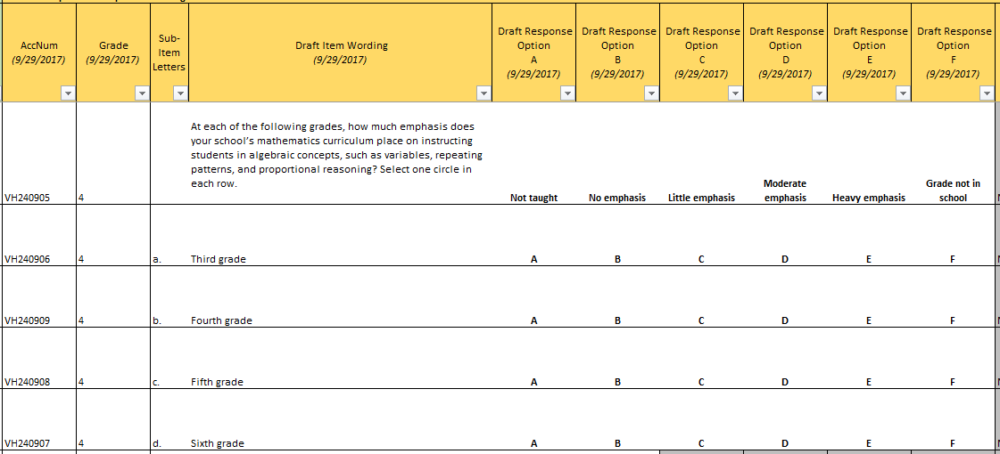 AccNum
(9/29/2017)
Grade
(9/29/2017)
Sub-
Item
Letters
Draft Item Wording
(9/29/2017)
Draft Response
Option
A
(9/29/2017)
Draft Response
Option
B
(9/29/2017)
Draft Response
Option
C
(9/29/2017)
Draft Response
Option
D
(9/29/2017)
Draft Response
Option
E
(9/29/2017)
Draft Response
Option
F
(9/29/2017)
VH240905 4
At each of the following grades, how much emphasis does
your school's mathematics curriculum place on instructing
students in algebraic concepts, such as variables, repeating
patterns, and proportional reasoning? Select one circle in
each row.
Not taught
No emphasis
Little emphasis
Moderate
emphasis
Heavy emphasis
Grade not in
school
VH240906 4 a. Third grade A B C D E F
VH240909 4 b. Fourth grade A B C D E F
VH240908 4 c. Fifth grade A B C D E F
VH240907 4 d. Sixth grade A B C D E F